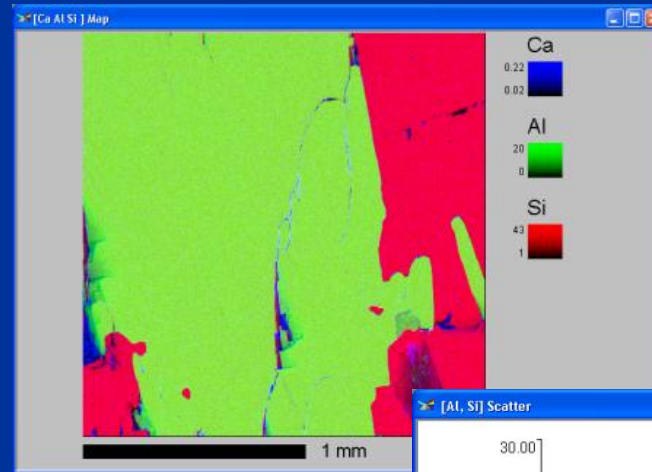 [Ca Al Si ] Map
Ca
0.22
0.02
Al
20
0
Si
43
1
1 mm
[Al, Si] Scatter
30.00